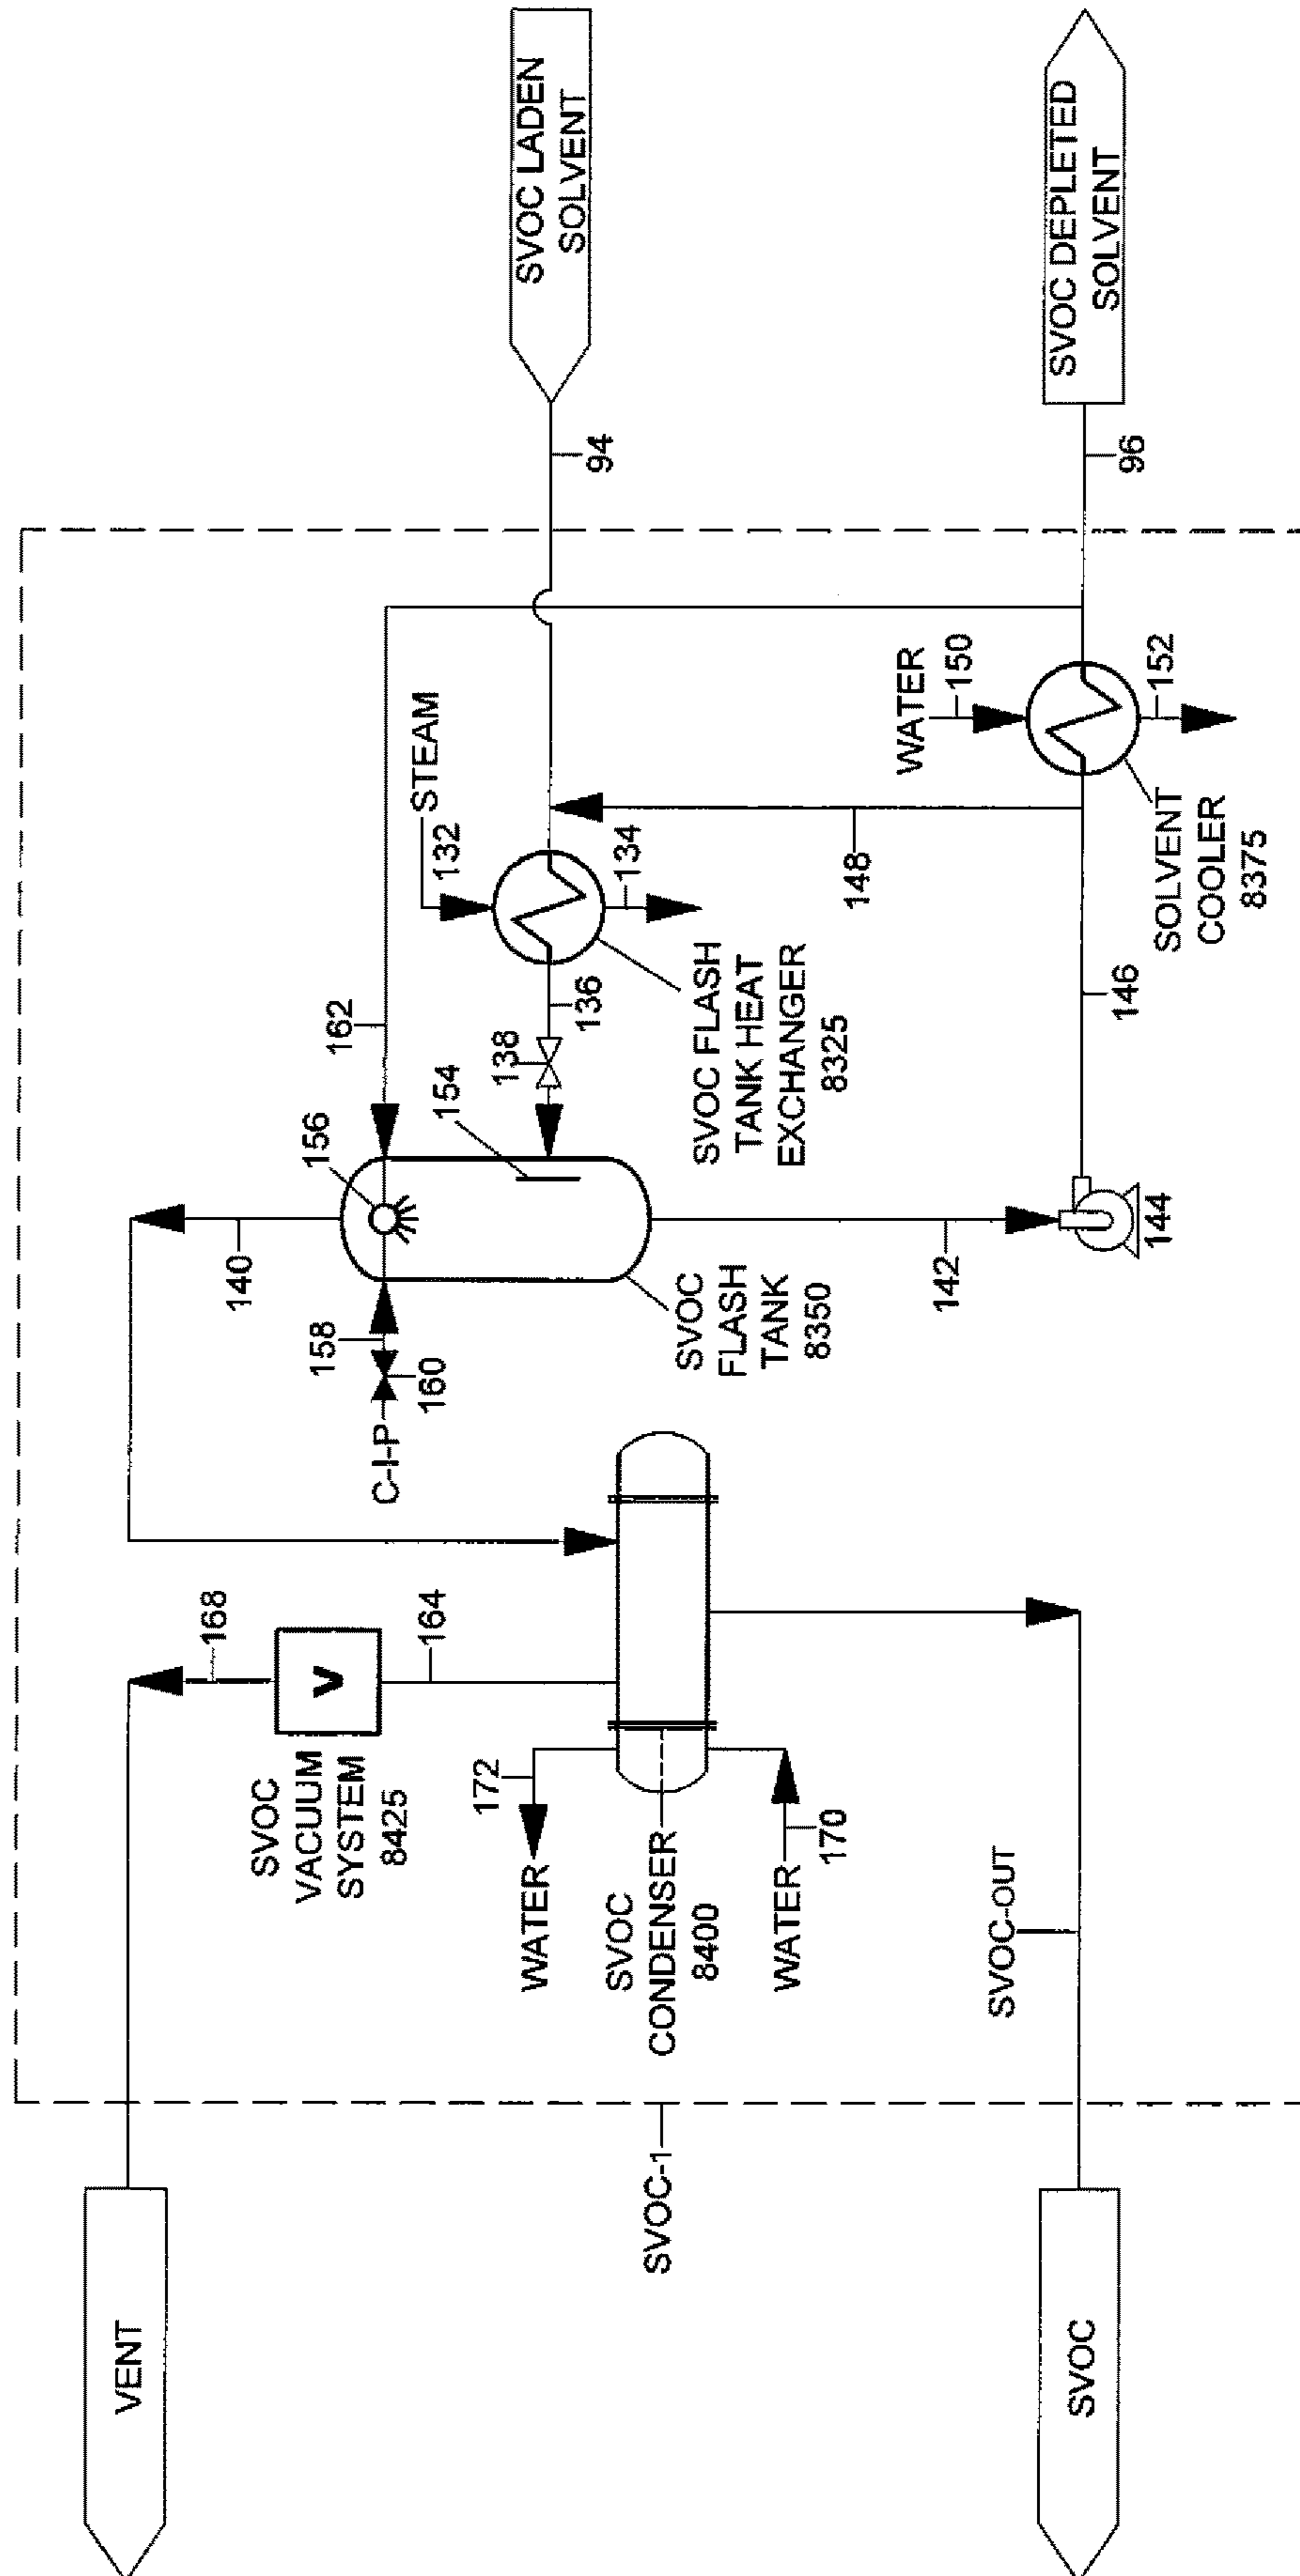 VENT
SVOC
SVOC-1
SVOC
VACUUM
SYSTEM
8425
168
164
172
WATER
SVOC
CONDENSER
8400
WATER
170
SVOC-OUT
140
C-I-P
158
160
156
162
SVOC
FLASH
TANK
8350
154
138
136
STEAM
132
134
SVOC FLASH
TANK HEAT
EXCHANGER
8325
142
144
146
148
WATER
150
152
SOLVENT
COOLER
8375
94
96
SVOC LADEN
SOLVENT
SVOC DEPLETED
SOLVENT
V